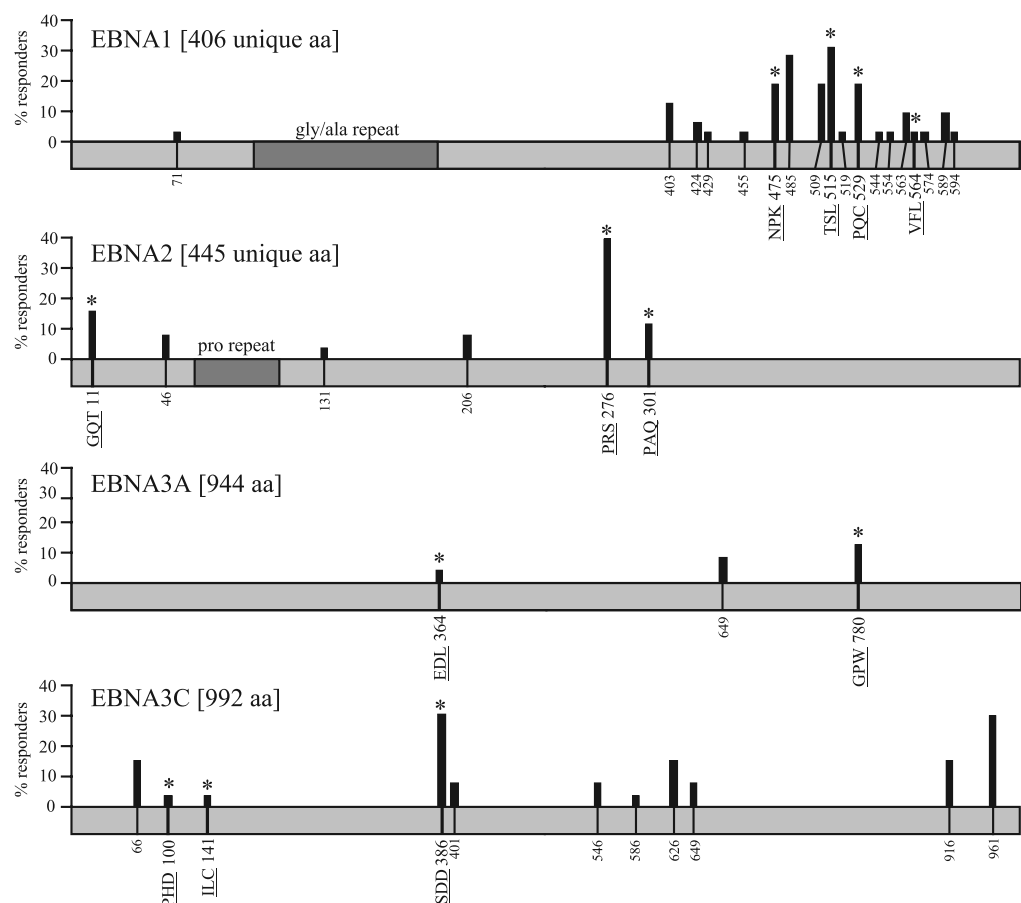 EBNA1 [406 unique aa]
% responders
40
30
20
10
0
gly/ala repeat
* * * *
71 403 424 429 455 NPK 475 485 509 TSL 515 519 PQC 529 544 554 563 VFL 564 574 589 594
EBNA2 [445 unique aa]
% responders
40
30
20
10
0
pro repeat
* * *
GQT 11 46 131 206 PRS 276 PAQ 301
EBNA3A [944 aa]
% responders
40
30
20
10
0
* *
EDL 364 649 GPW 780
EBNA3C [992 aa]
% responders
40
30
20
10
0
* * *
66 PHD 100 ILC 141 SDD 386 401 546 586 626 649 916 961